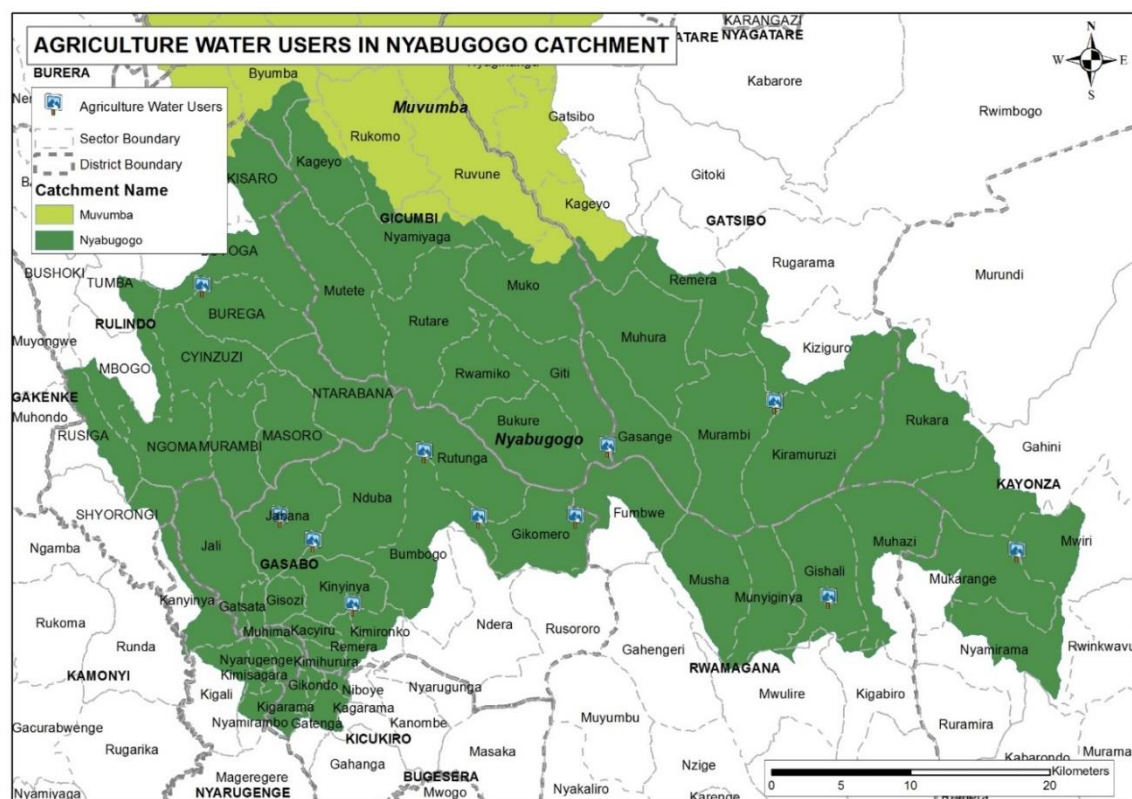 AGRICULTURE WATER USERS IN NYABUGOGO CATCHMENT
KARANGAZI
NYAGATARE
N
W E
S
BURERA
Byumba
Kabarore
Rwimbogo
Agriculture Water Users
Sector Boundary
District Boundary
Catchment Name
Muvumba
Nyabugogo
Muvumba
Gatsibo
Rukomo
Kageyo
Gitoki
Ruvune
KISARO
Kageyo
GICUMBI
GATSIBO
Nyamiyaga
BUSHOKI
TUMBA
Rugarama
Murundi
Remera
Muko
Mutete
BUREGA
Rutare
RULINDO
Muhura
Muyongwe
Kiziguro
CYINZUZI
MBOGO
Rwamiko
Giti
GAKENKE
NTARABANA
Muhondo
Bukure
Rukara
RUSIGA
NGOMA
MURAMBI
MASORO
Nyabugogo
Gasange
Murambi
Gahini
Rutunga
Kiramuruzi
KAYONZA
Nduba
SHYORONGI
Jabana
Fumbwe
Gikomero
Mwiri
Jali
Muhazi
Ngamba
Bumbogo
GASABO
Gishali
Musha
Mukarange
Kinyinya
Munyiginya
Kanyinya
Gatsata
Gisozi
Rukoma
Ndera
Rusororo
Muhima
Kacyiru
Kimironko
Runda
Remera
Gahengeri
Nyamirama
Rwinkwavu
Nyarugenge
Kimihurura
RWAMAGANA
KAMONYI
Kimisagara
Gikondo
Niboye
Nyarugunga
Kigali
Mwulire
Kigabiro
Kigarama
Kagarama
Gacurabwenge
Nyamirambo
Gatenga
Kanombe
Muyumbu
Ruramira
KICUKIRO
Rugarika
Masaka
Kabarondo
Murama
Gahanga
Nzige
Mageregere
BUGESERA
Kilometers
Nyamiyaga
NYARUGENGE
Mwogo
Nyakaliro
Karenge
0 5 10 20